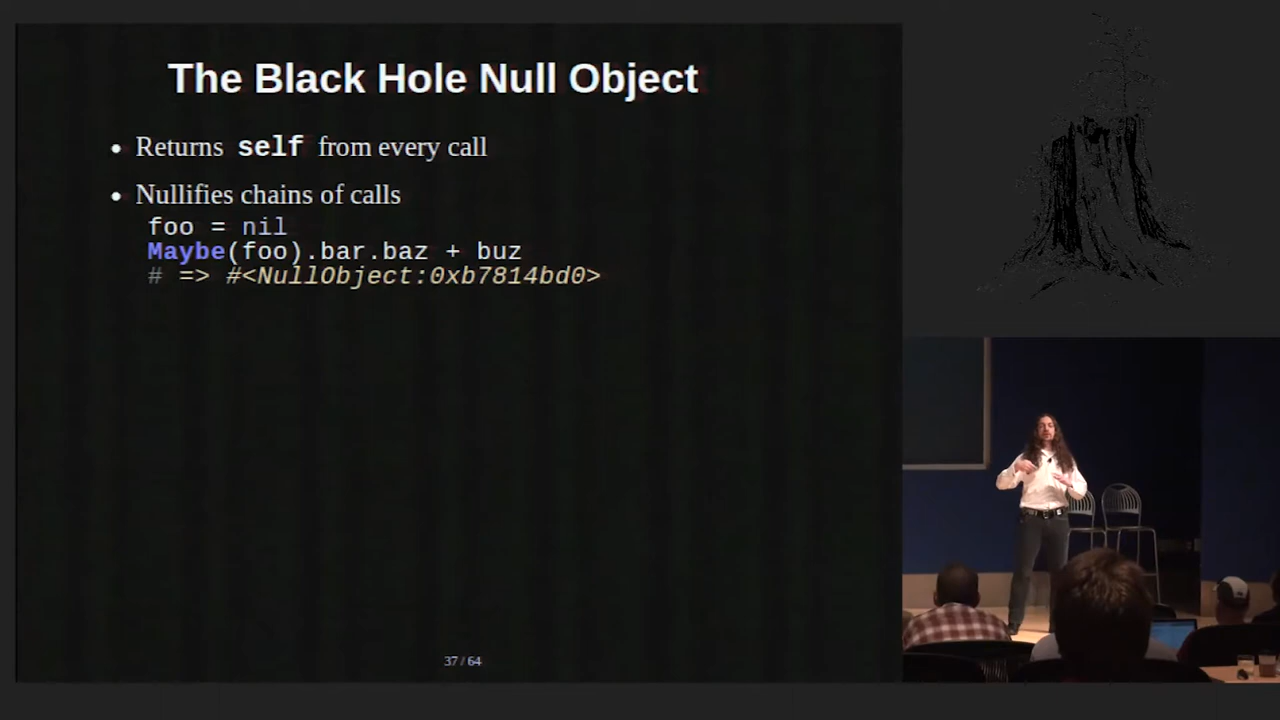 The Black Hole Null Object
Returns self from every call
Nullifies chains of calls
foo = nil
Maybe(foo).bar.baz + buz
# => #<NullObject:0xb7814bd0>
37 / 64